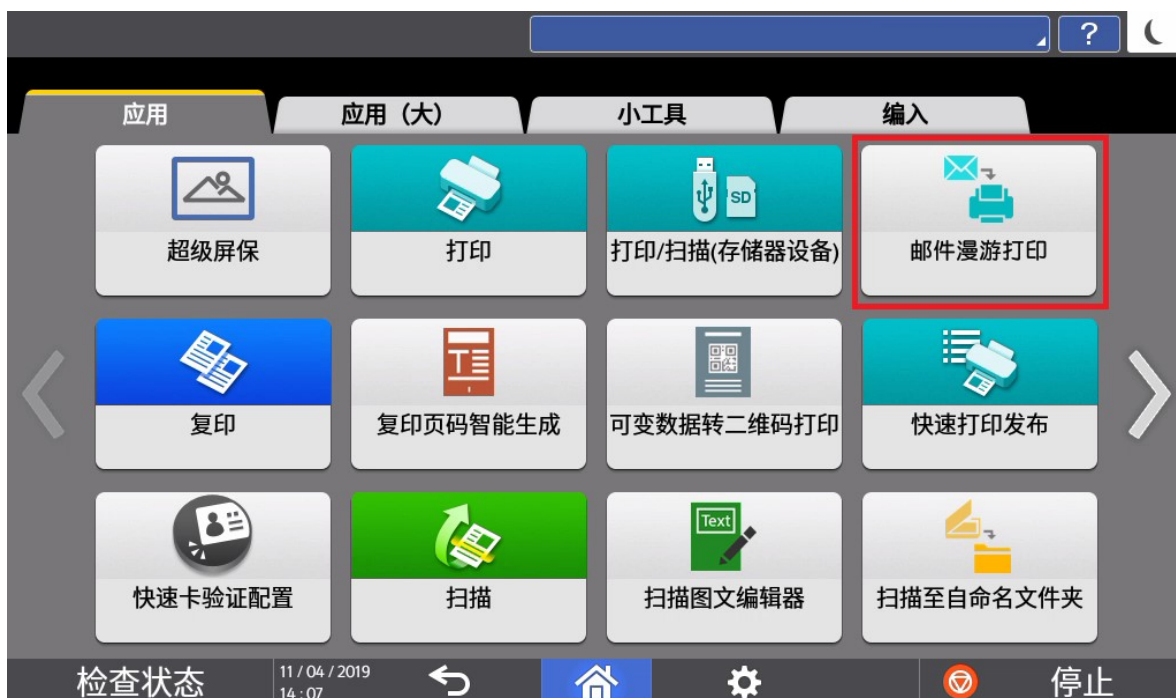 ?
应用
应用（大）
小工具
编入
SD
超级屏保
打印
打印/扫描(存储器设备)
邮件漫游打印
T
复印
复印页码智能生成
可变数据转二维码打印
快速打印发布
Text
快速卡验证配置
扫描
扫描图文编辑器
扫描至自命名文件夹
检查状态
11 / 04 / 2019
14 : 07
停止